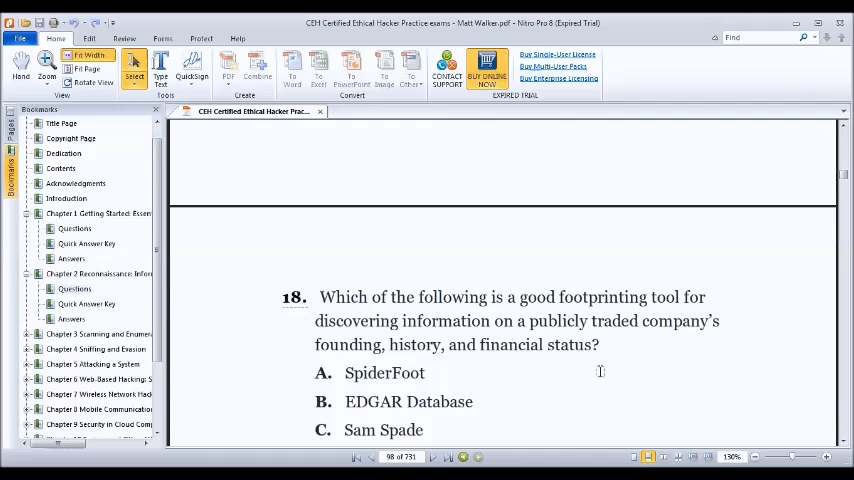 CEH Certified Ethical Hacker Practice exams - Matt Walker.pdf - Nitro Pro 8 (Expired Trial)
File Home Edit Review Forms Protect Help Find
Hand Zoom Fit Width Fit Page Rotate View Select Type Text QuickSign PDF Combine To Word To Excel To PowerPoint To Image To Other CONTACT SUPPORT BUY ONLINE NOW Buy Single-User License Buy Multi-User Packs Buy Enterprise Licensing
View Tools Create Convert EXPIRED TRIAL
Bookmarks
CEH Certified Ethical Hacker Prac...
Pages
Bookmarks
Title Page
Copyright Page
Dedication
Contents
Acknowledgments
Introduction
Chapter 1 Getting Started: Essen
Questions
Quick Answer Key
Answers
Chapter 2 Reconnaissance: Infor
Questions
Quick Answer Key
Answers
Chapter 3 Scanning and Enumera
Chapter 4 Sniffing and Evasion
Chapter 5 Attacking a System
Chapter 6 Web-Based Hacking: S
Chapter 7 Wireless Network Hac
Chapter 8 Mobile Communication
Chapter 9 Security in Cloud Comp
18. Which of the following is a good footprinting tool for
discovering information on a publicly traded company's
founding, history, and financial status?
A. SpiderFoot
B. EDGAR Database
C. Sam Spade
98 of 731
130%